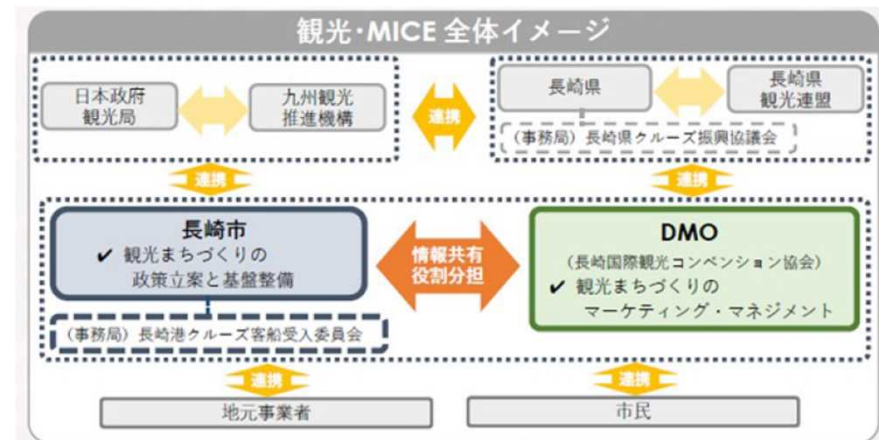 観光・MICE 全体イメージ
日本政府
観光局
九州観光
推進機構
連携
長崎県
長崎県
観光連盟
(事務局) 長崎県クルーズ振興協議会
連携
連携
長崎市
✔ 観光まちづくりの
政策立案と基盤整備
(事務局) 長崎港クルーズ客船受入委員会
情報共有
役割分担
DMO
(長崎国際観光コンベンション協会)
✔ 観光まちづくりの
マーケティング・マネジメント
連携
連携
地元事業者
市民